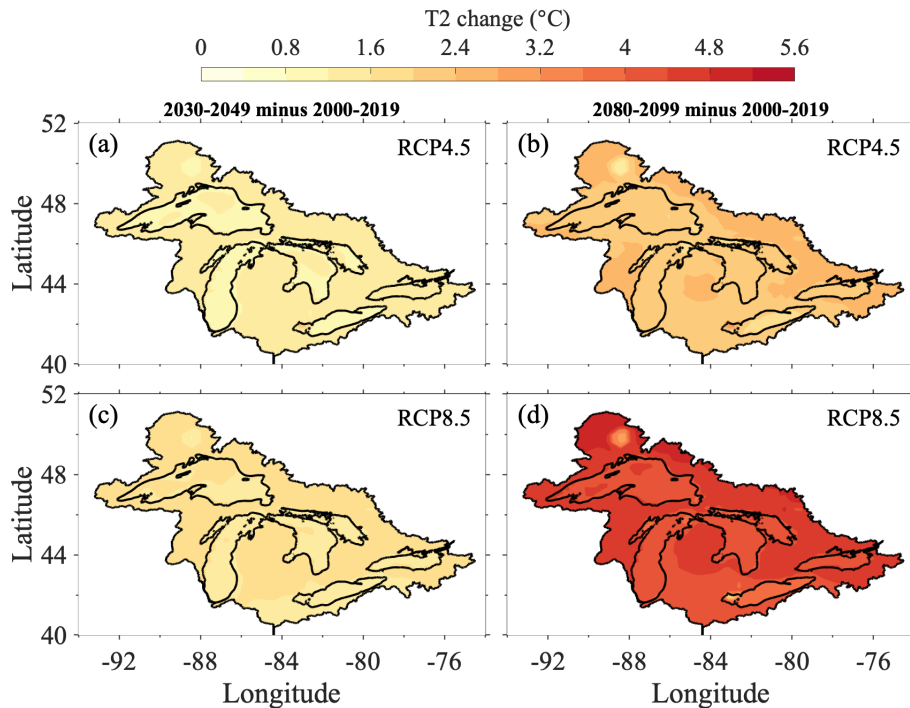 T2 change (°C)
0 0.8 1.6 2.4 3.2 4 4.8 5.6
2030-2049 minus 2000-2019 2080-2099 minus 2000-2019
52
(a) RCP4.5 (b) RCP4.5
48
Latitude
44
40
52
(c) RCP8.5 (d) RCP8.5
48
Latitude
44
40
-92 -88 -84 -80 -76 -92 -88 -84 -80 -76
Longitude Longitude